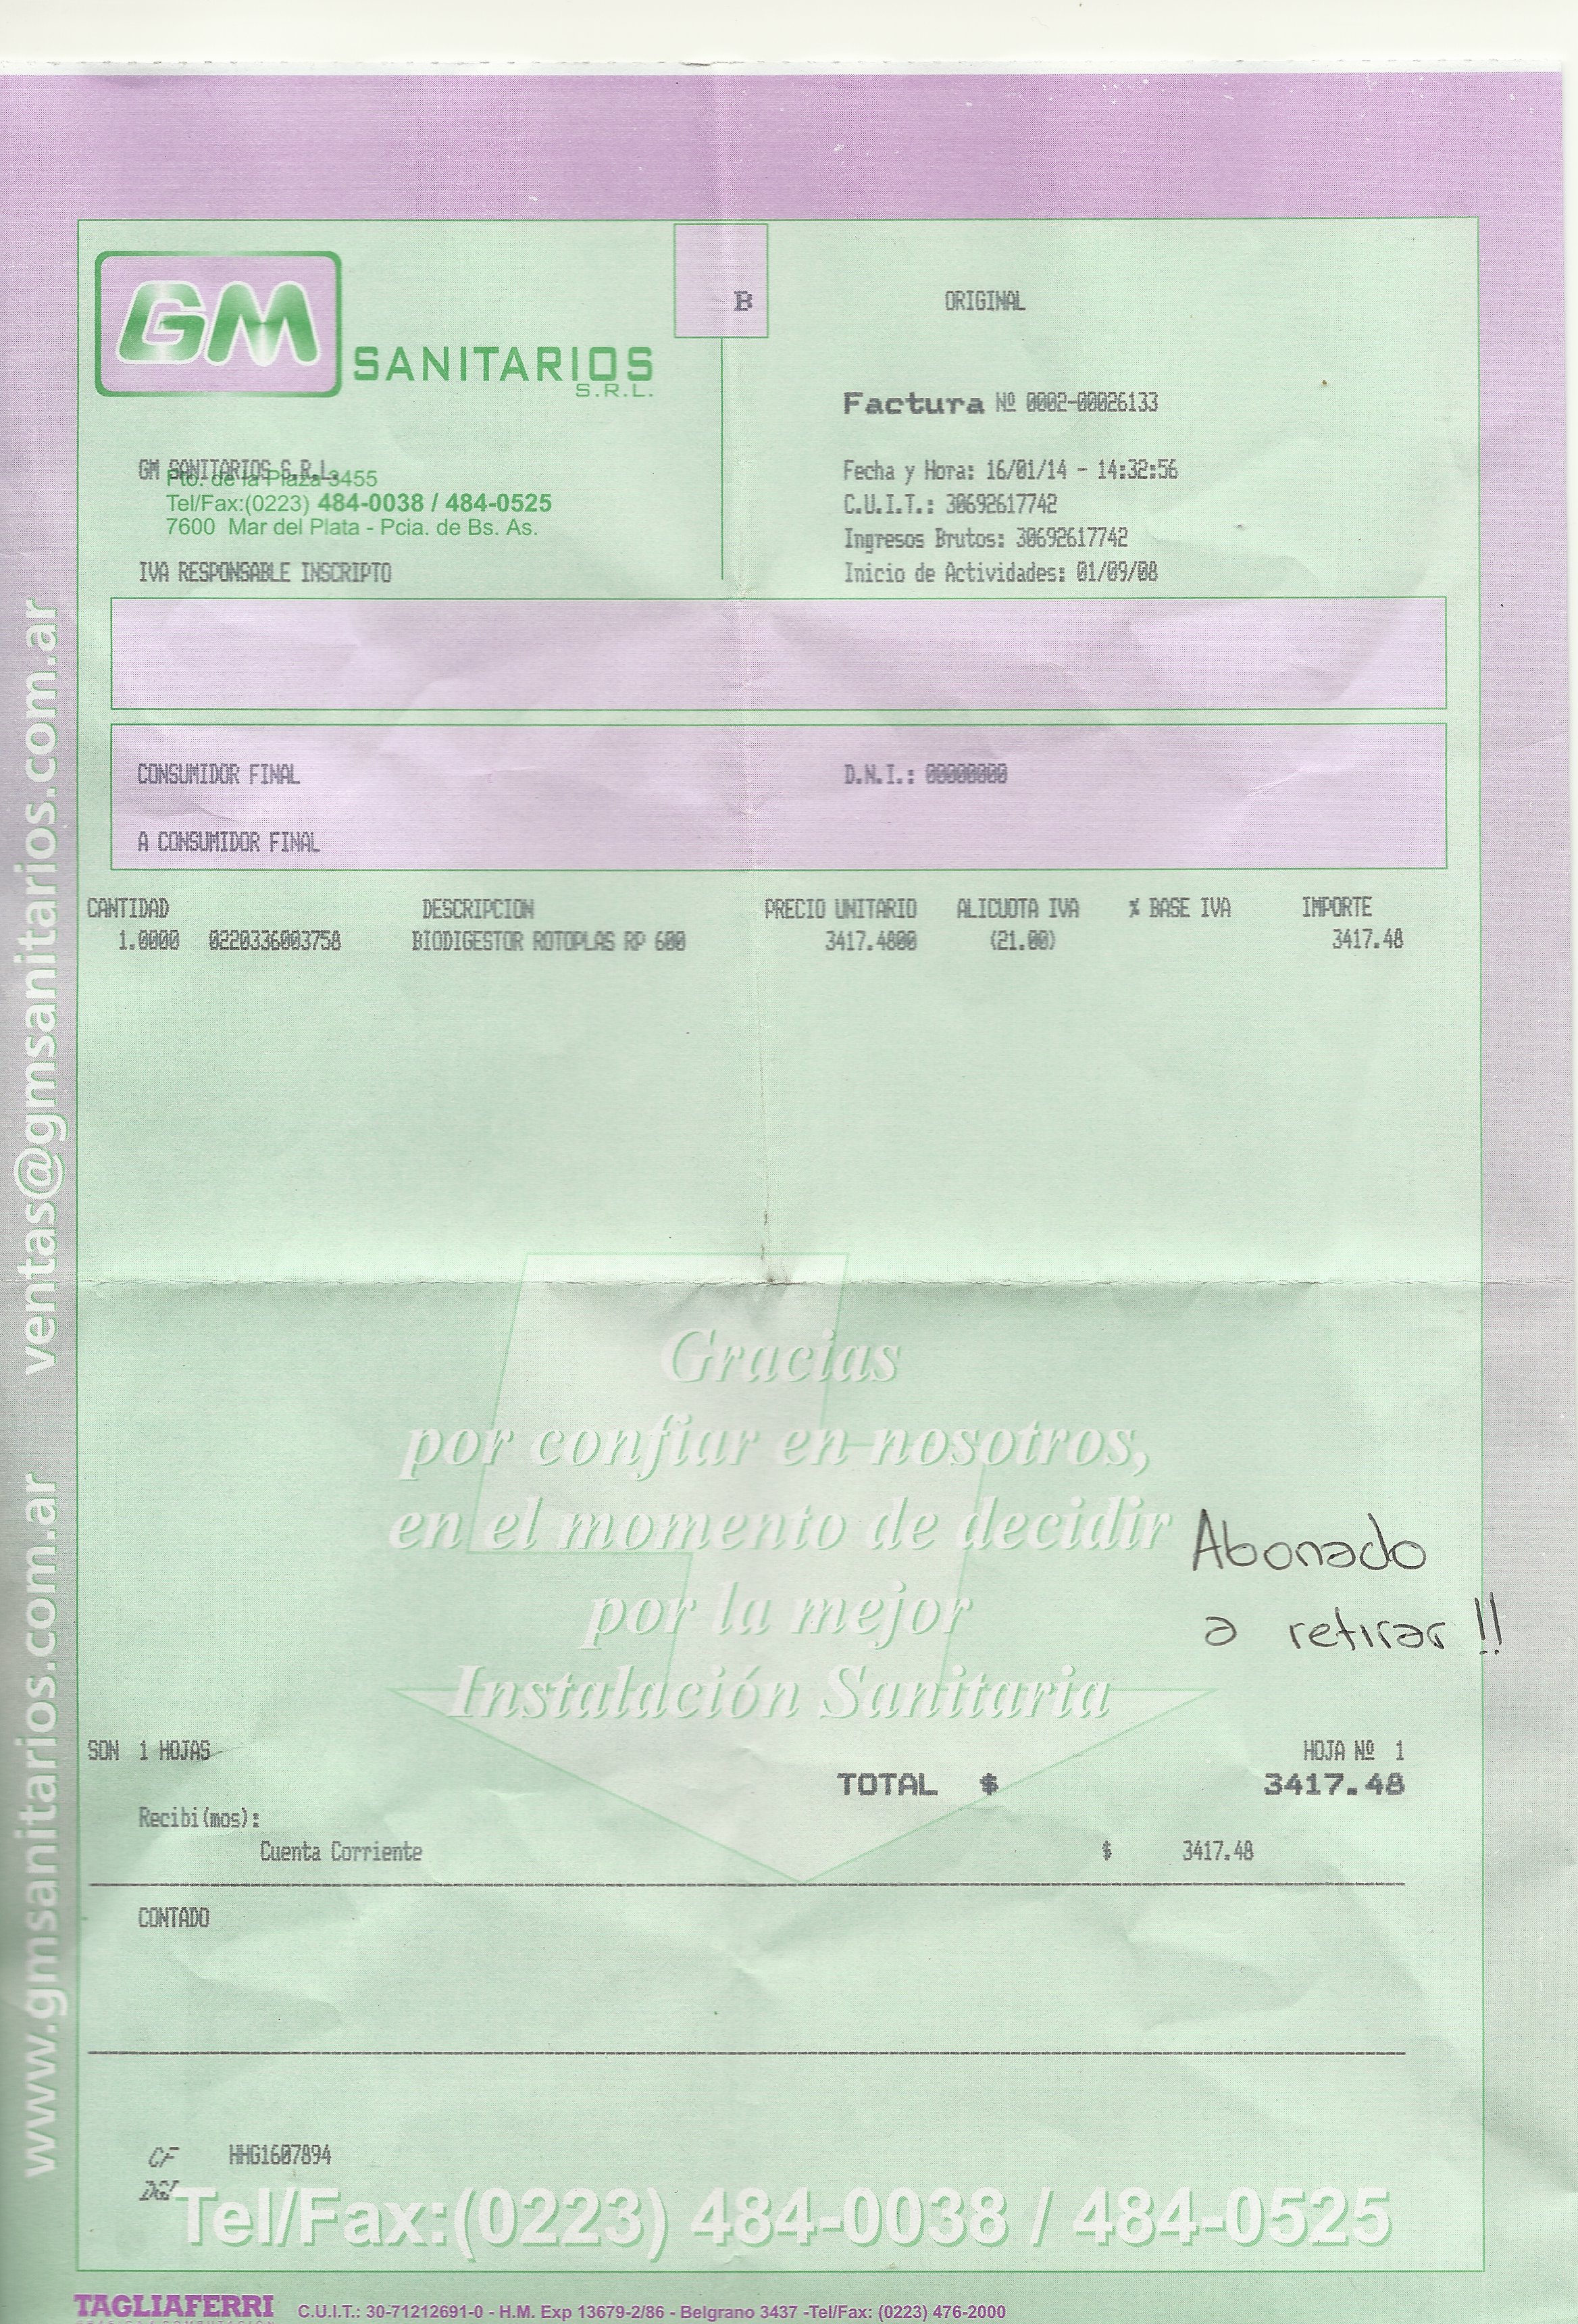 GM
SANITARIOS
S.R.L.
B
ORIGINAL
Factura Nº 0002-00026133
GM SANITARIOS S.R.L.
Pto. de la Plaza 3455
Tel/Fax:(0223) 484-0038 / 484-0525
7600 Mar del Plata - Pcia. de Bs. As.
IVA RESPONSABLE INSCRIPTO
Fecha y Hora: 16/01/14 - 14:32:56
C.U.I.T.: 30692617742
Ingresos Brutos: 30692617742
Inicio de Actividades: 01/09/08
CONSUMIDOR FINAL D.N.I.: 00000000
A CONSUMIDOR FINAL
CANTIDAD DESCRIPCION PRECIO UNITARIO ALICUOTA IVA % BASE IVA IMPORTE
1.0000 0220336003758 BIODIGESTOR ROTOPLAS RP 600 3417.4800 (21.00) 3417.48
Gracias
por confiar en nosotros,
en el momento de decidir
por la mejor
Instalación Sanitaria
Abonado
a retirar !!
SON 1 HOJAS HOJA Nº 1
TOTAL $ 3417.48
Recibi(mos):
Cuenta Corriente $ 3417.48
CONTADO
CF HHG1607894
DGI
Tel/Fax:(0223) 484-0038 / 484-0525
TAGLIAFERRI
C.U.I.T.: 30-71212691-0 - H.M. Exp 13679-2/86 - Belgrano 3437 -Tel/Fax: (0223) 476-2000
www.gmsanitarios.com.ar ventas@gmsanitarios.com.ar